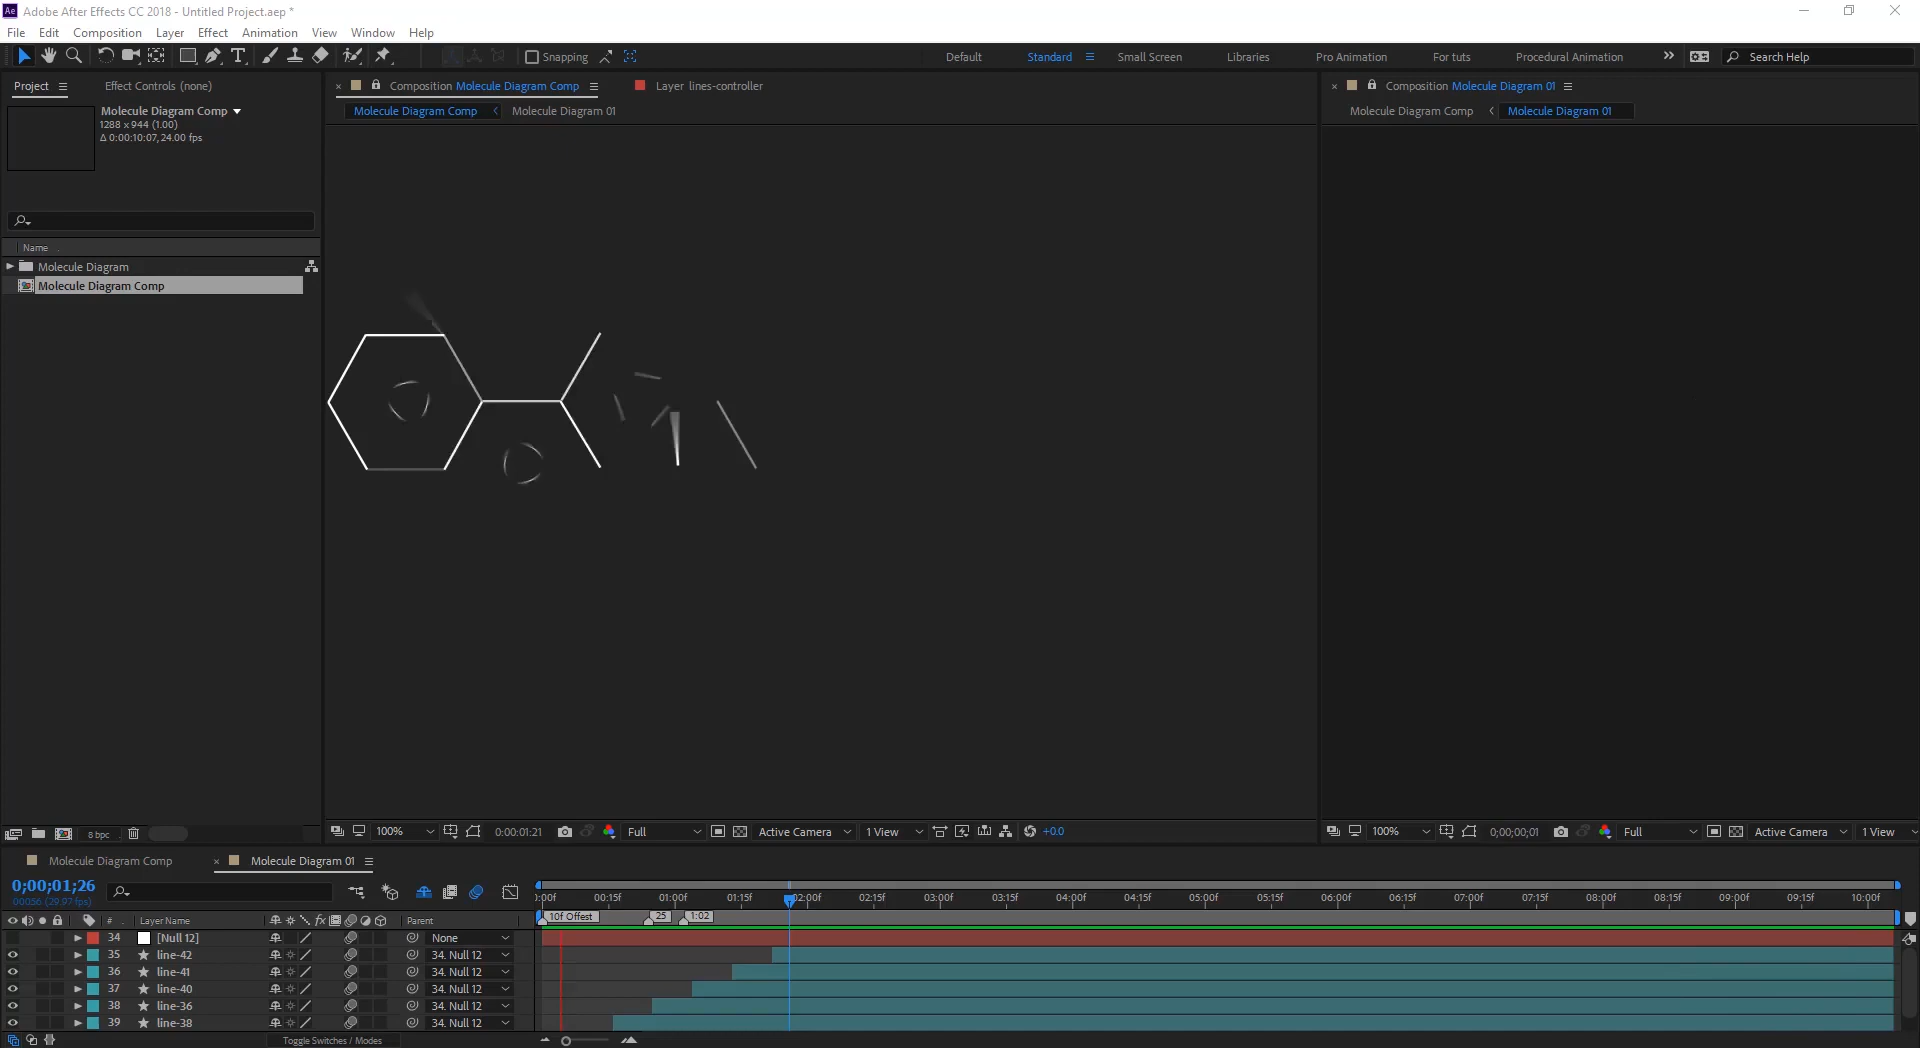 Ae Adobe After Effects CC 2018 - Untitled Project.aep *
File Edit Composition Layer Effect Animation View Window Help
Snapping Default Standard Small Screen Libraries Pro Animation For tuts Procedural Animation Search Help
Project Effect Controls (none) Composition Molecule Diagram Comp Layer lines-controller Composition Molecule Diagram 01
Molecule Diagram Comp Molecule Diagram Comp Molecule Diagram 01 Molecule Diagram Comp Molecule Diagram 01
1288 x 944 (1.00)
Δ 0:00:10:07, 24.00 fps
Name
Molecule Diagram
Molecule Diagram Comp
8 bpc 100% 0:00:01:21 Full Active Camera 1 View +0.0 100% 0;00;00;01 Full Active Camera 1 View
Molecule Diagram Comp Molecule Diagram 01
0;00;01;26
00056 (29.97 fps)
:00f 00:15f 01:00f 01:15f 02:00f 02:15f 03:00f 03:15f 04:00f 04:15f 05:00f 05:15f 06:00f 06:15f 07:00f 07:15f 08:00f 08:15f 09:00f 09:15f 10:00f
# Layer Name fx Parent 10f Offest 25 1:02
34 [Null 12] None
35 line-42 34. Null 12
36 line-41 34. Null 12
37 line-40 34. Null 12
38 line-36 34. Null 12
39 line-38 34. Null 12
Toggle Switches / Modes